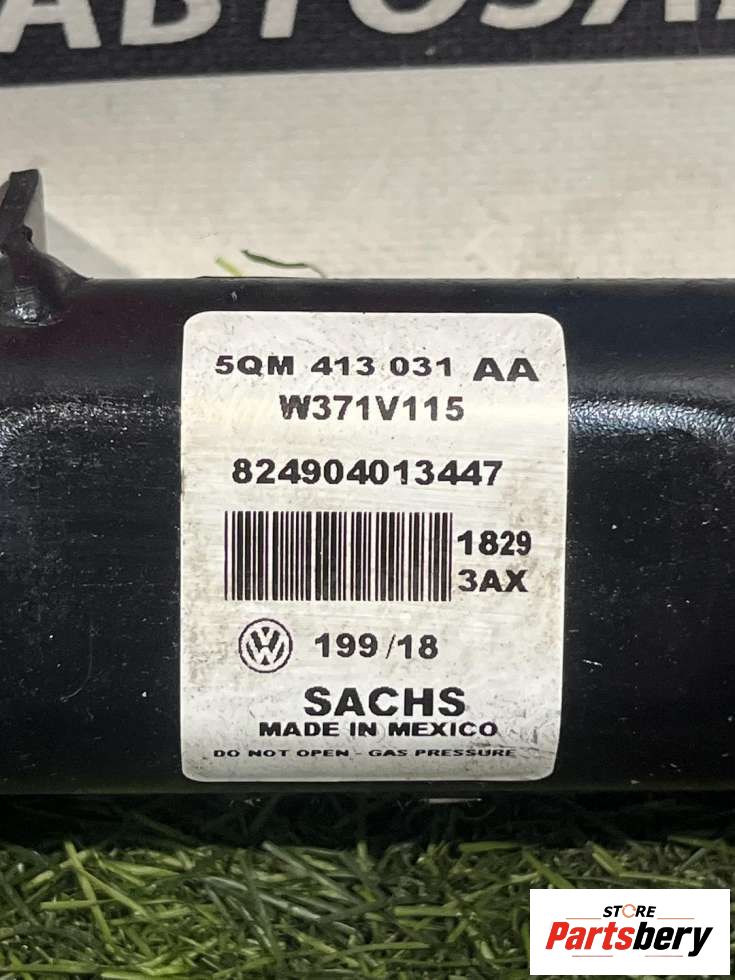 5QM 413 031 AA
W371V115
824904013447
1829
3AX
199/18
SACHS
MADE IN MEXICO
DO NOT OPEN - GAS PRESSURE
STORE
Partsbery